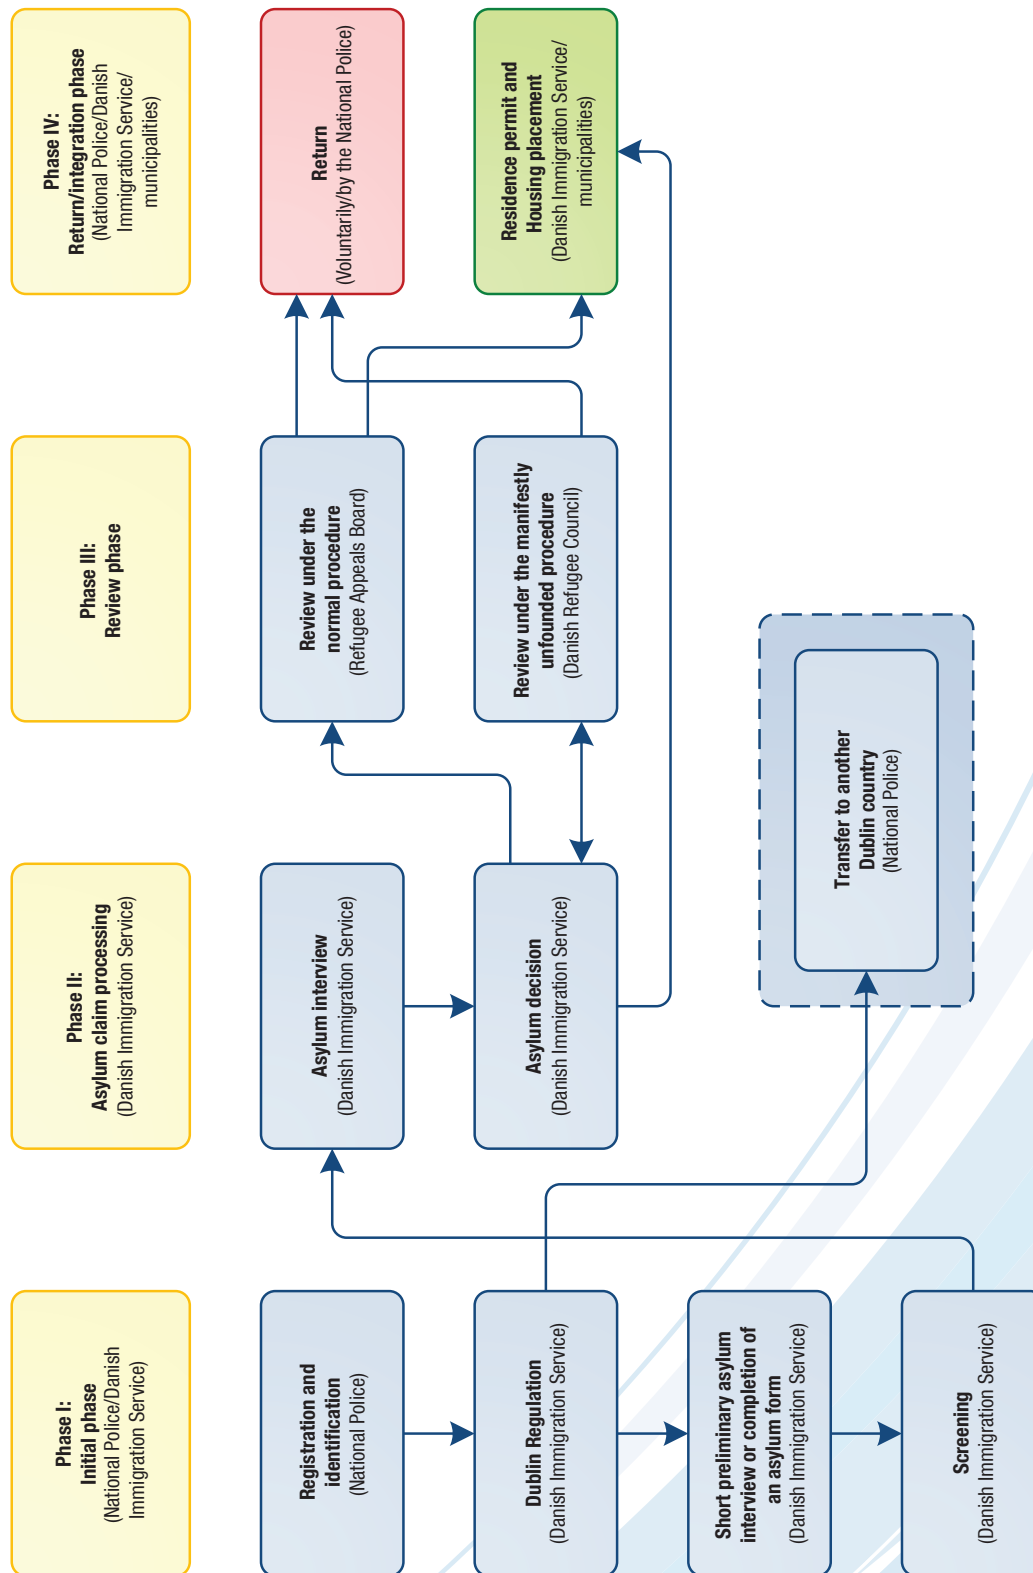 Phase I:
Initial phase
(National Police/Danish
Immigration Service)
Phase II:
Asylum claim processing
(Danish Immigration Service)
Phase III:
Review phase
Phase IV:
Return/integration phase
(National Police/Danish
Immigration Service/
municipalities)
Registration and
identification
(National Police)
Asylum interview
(Danish Immigration Service)
Review under the
normal procedure
(Refugee Appeals Board)
Return
(Voluntarily/by the National Police)
Dublin Regulation
(Danish Immigration Service)
Asylum decision
(Danish Immigration Service)
Review under the manifestly
unfounded procedure
(Danish Refugee Council)
Residence permit and
Housing placement
(Danish Immigration Service/
municipalities)
Short preliminary asylum
interview or completion of
an asylum form
(Danish Immigration Service)
Transfer to another
Dublin country
(National Police)
Screening
(Danish Immigration Service)